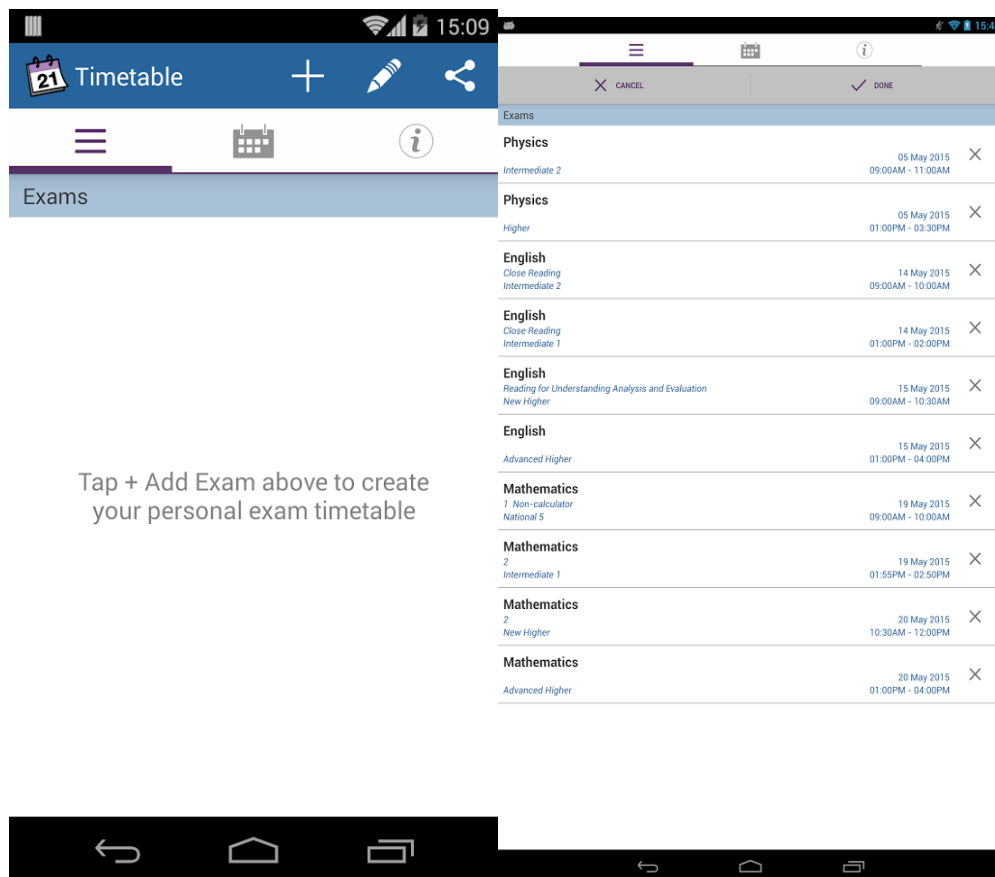 15:09
21
Timetable
Exams
Tap + Add Exam above to create
your personal exam timetable
15:4
CANCEL
DONE
Exams
Physics
05 May 2015
Intermediate 2
09:00AM - 11:00AM
Physics
05 May 2015
Higher
01:00PM - 03:30PM
English
Close Reading
14 May 2015
Intermediate 2
09:00AM - 10:00AM
English
Close Reading
14 May 2015
Intermediate 1
01:00PM - 02:00PM
English
Reading for Understanding Analysis and Evaluation
15 May 2015
New Higher
09:00AM - 10:30AM
English
15 May 2015
Advanced Higher
01:00PM - 04:00PM
Mathematics
1 Non-calculator
19 May 2015
National 5
09:00AM - 10:00AM
Mathematics
2
19 May 2015
Intermediate 1
01:55PM - 02:50PM
Mathematics
2
20 May 2015
New Higher
10:30AM - 12:00PM
Mathematics
20 May 2015
Advanced Higher
01:00PM - 04:00PM